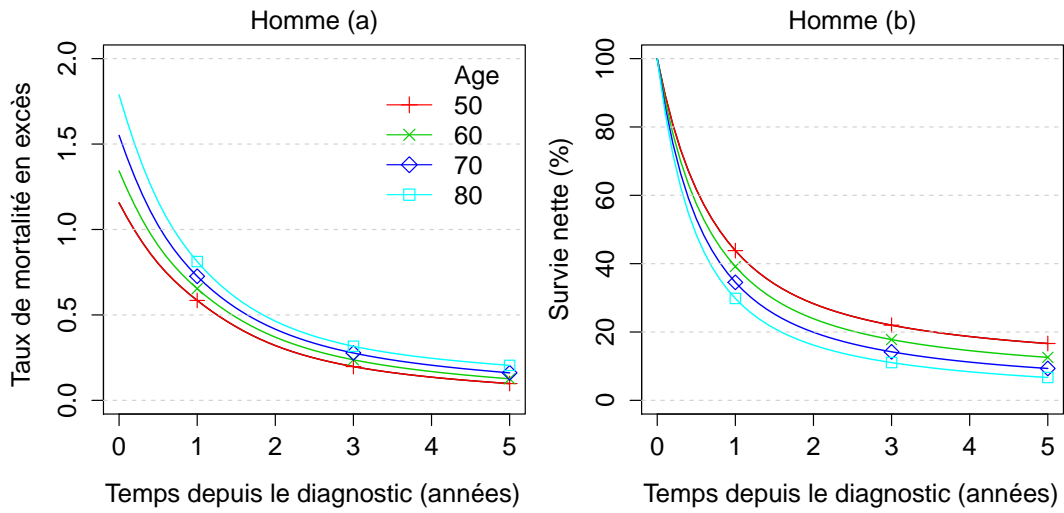 Homme (a)
Taux de mortalité en excès
2.0
1.5
1.0
0.5
0.0
Age
50
60
70
80
0 1 2 3 4 5
Temps depuis le diagnostic (années)
Homme (b)
Survie nette (%)
100
80
60
40
20
0
0 1 2 3 4 5
Temps depuis le diagnostic (années)